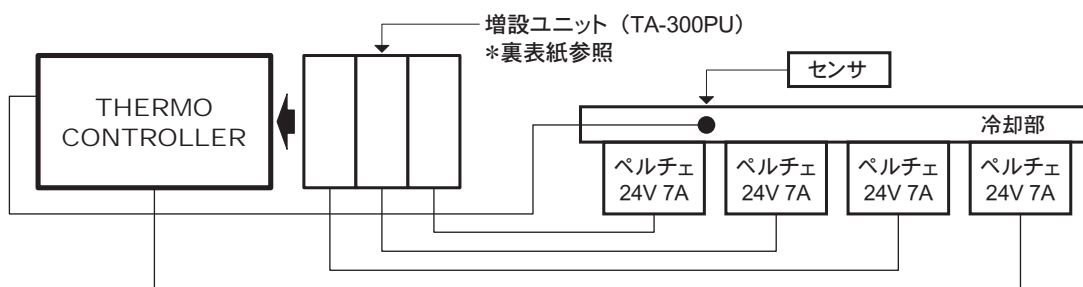 増設ユニット（TA-300PU）
＊裏表紙参照
センサ
THERMO
CONTROLLER
冷却部
ペルチェ
24V 7A
ペルチェ
24V 7A
ペルチェ
24V 7A
ペルチェ
24V 7A